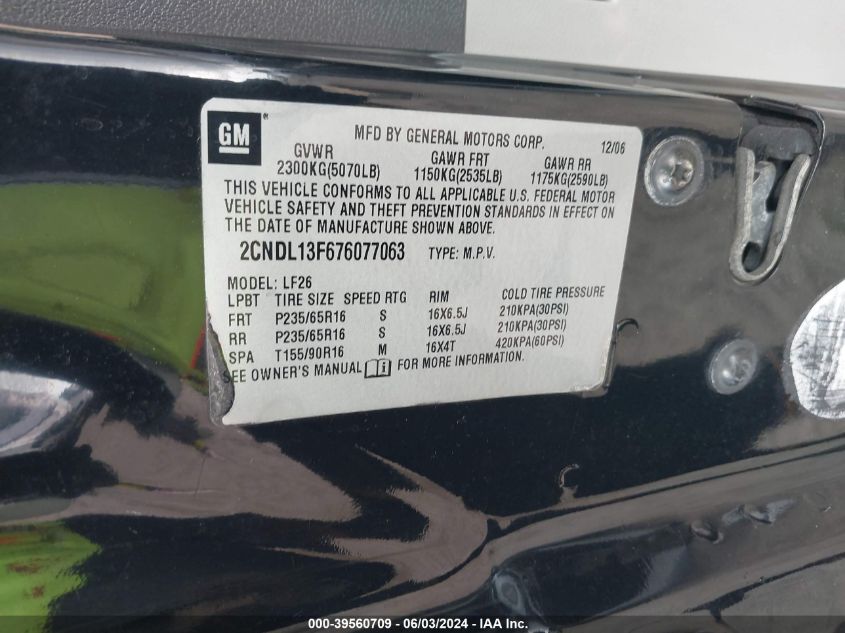 GM
MFD BY GENERAL MOTORS CORP. 12/06
GVWR GAWR FRT GAWR RR
2300KG(5070LB) 1150KG(2535LB) 1175KG(2590LB)
THIS VEHICLE CONFORMS TO ALL APPLICABLE U.S. FEDERAL MOTOR
VEHICLE SAFETY AND THEFT PREVENTION STANDARDS IN EFFECT ON
THE DATE OF MANUFACTURE SHOWN ABOVE.
2CNDL13F676077063 TYPE: M.P.V.
MODEL: LF26
LPBT TIRE SIZE SPEED RTG RIM COLD TIRE PRESSURE
FRT P235/65R16 S 16X6.5J 210KPA(30PSI)
RR P235/65R16 S 16X6.5J 210KPA(30PSI)
SPA T155/90R16 M 16X4T 420KPA(60PSI)
SEE OWNER'S MANUAL i FOR MORE INFORMATION.
000-39560709 - 06/03/2024 - IAA Inc.